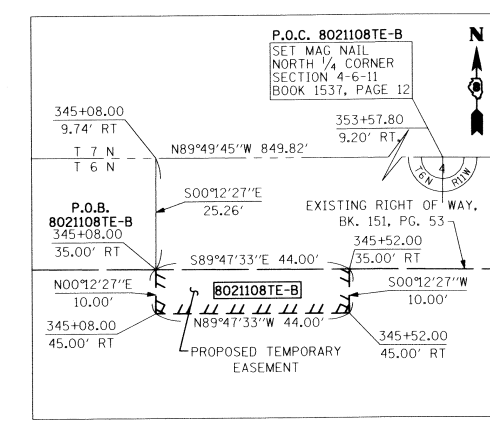 P.O.C. 8021108TE-B
SET MAG NAIL
NORTH 1/4 CORNER
SECTION 4-6-11
BOOK 1537, PAGE 12
N
345+08.00
9.74' RT
353+57.80
9.20' RT
T 7 N
T 6 N
N89°49'45"W 849.82'
4
T6N
R11W
S00°12'27"E
25.26'
EXISTING RIGHT OF WAY,
BK. 151, PG. 53
P.O.B.
8021108TE-B
345+08.00
35.00' RT
345+52.00
35.00' RT
S89°47'33"E 44.00'
N00°12'27"E
10.00'
8021108TE-B
S00°12'27"W
10.00'
345+08.00
45.00' RT
N89°47'33"W 44.00'
345+52.00
45.00' RT
PROPOSED TEMPORARY
EASEMENT